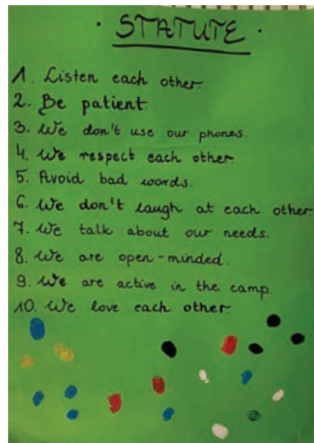 · STATUTE ·
1. Listen each other.
2. Be patient
3. We don't use our phones.
4. We respect each other
5. Avoid bad words.
6. We don't laugh at each other
7. We talk about our needs.
8. We are open-minded.
9. We are active in the camp.
10. We love each other.